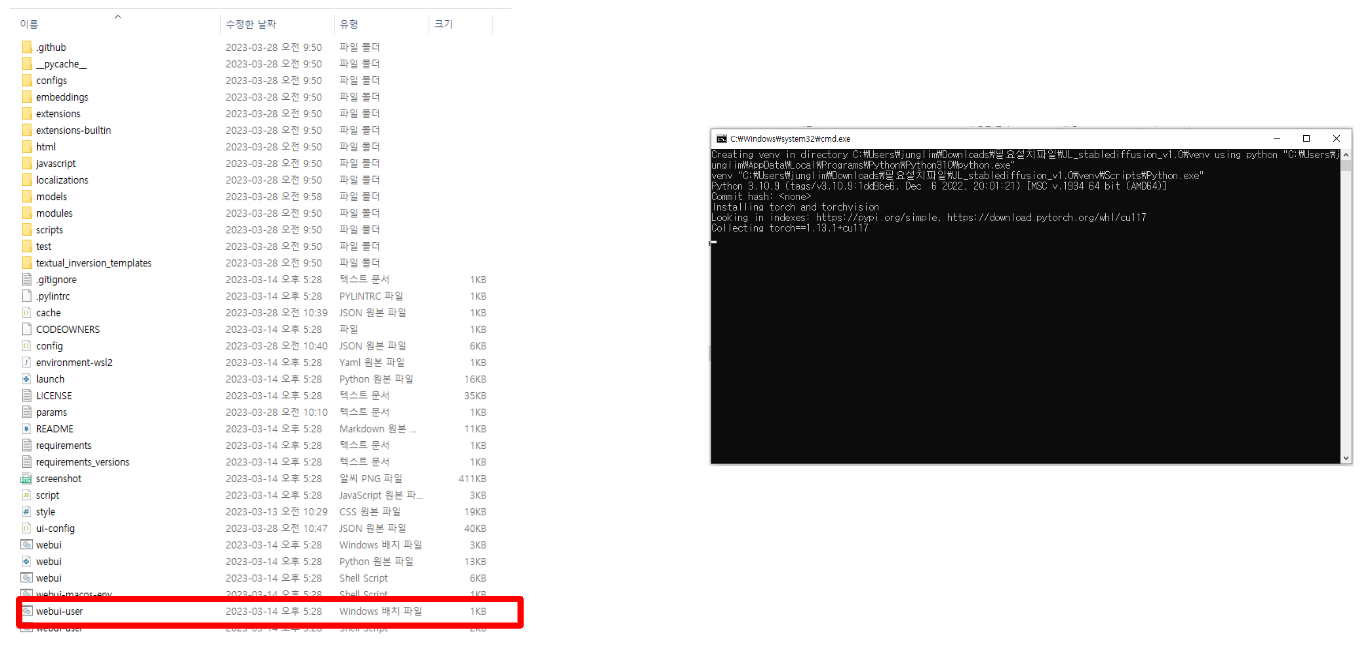 이름 수정한 날짜 유형 크기
.github 2023-03-28 오전 9:50 파일 폴더
__pycache__ 2023-03-28 오전 9:50 파일 폴더
configs 2023-03-28 오전 9:50 파일 폴더
embeddings 2023-03-28 오전 9:50 파일 폴더
extensions 2023-03-28 오전 9:50 파일 폴더
extensions-builtin 2023-03-28 오전 9:50 파일 폴더
html 2023-03-28 오전 9:50 파일 폴더
javascript 2023-03-28 오전 9:50 파일 폴더
localizations 2023-03-28 오전 9:50 파일 폴더
models 2023-03-28 오전 9:58 파일 폴더
modules 2023-03-28 오전 9:50 파일 폴더
scripts 2023-03-28 오전 9:50 파일 폴더
test 2023-03-28 오전 9:50 파일 폴더
textual_inversion_templates 2023-03-28 오전 9:50 파일 폴더
.gitignore 2023-03-14 오후 5:28 텍스트 문서 1KB
.pylintrc 2023-03-14 오후 5:28 PYLINTRC 파일 1KB
cache 2023-03-28 오전 10:39 JSON 원본 파일 1KB
CODEOWNERS 2023-03-14 오후 5:28 파일 1KB
config 2023-03-28 오전 10:40 JSON 원본 파일 6KB
environment-wsl2 2023-03-14 오후 5:28 Yaml 원본 파일 1KB
launch 2023-03-14 오후 5:28 Python 원본 파일 16KB
LICENSE 2023-03-14 오후 5:28 텍스트 문서 35KB
params 2023-03-28 오전 10:10 텍스트 문서 1KB
README 2023-03-14 오후 5:28 Markdown 원본 ... 11KB
requirements 2023-03-14 오후 5:28 텍스트 문서 1KB
requirements_versions 2023-03-14 오후 5:28 텍스트 문서 1KB
screenshot 2023-03-14 오후 5:28 알씨 PNG 파일 411KB
script 2023-03-14 오후 5:28 JavaScript 원본 파... 3KB
style 2023-03-13 오전 10:29 CSS 원본 파일 19KB
ui-config 2023-03-28 오전 10:47 JSON 원본 파일 40KB
webui 2023-03-14 오후 5:28 Windows 배치 파일 3KB
webui 2023-03-14 오후 5:28 Python 원본 파일 13KB
webui 2023-03-14 오후 5:28 Shell Script 6KB
webui-macos-env 2023-03-14 오후 5:28 Shell Script 1KB
webui-user 2023-03-14 오후 5:28 Windows 배치 파일 1KB
webui-user 2023-03-14 오후 5:28 Shell Script 2KB
C:₩Windows₩system32₩cmd.exe
Creating venv in directory C:₩Users₩junglim₩Downloads₩필요설치파일₩JL_stablediffusion_v1.0₩venv using python "C:₩Users₩j
nglim₩AppData₩Local₩Programs₩Python₩Python310₩python.exe"
venv "C:₩Users₩junglim₩Downloads₩필요설치파일₩JL_stablediffusion_v1.0₩venv₩Scripts₩Python.exe"
Python 3.10.9 (tags/v3.10.9:1dd9be6, Dec  6 2022, 20:01:21) [MSC v.1934 64 bit (AMD64)]
Commit hash: <none>
Installing torch and torchvision
Looking in indexes: https://pypi.org/simple, https://download.pytorch.org/whl/cu117
Collecting torch==1.13.1+cu117